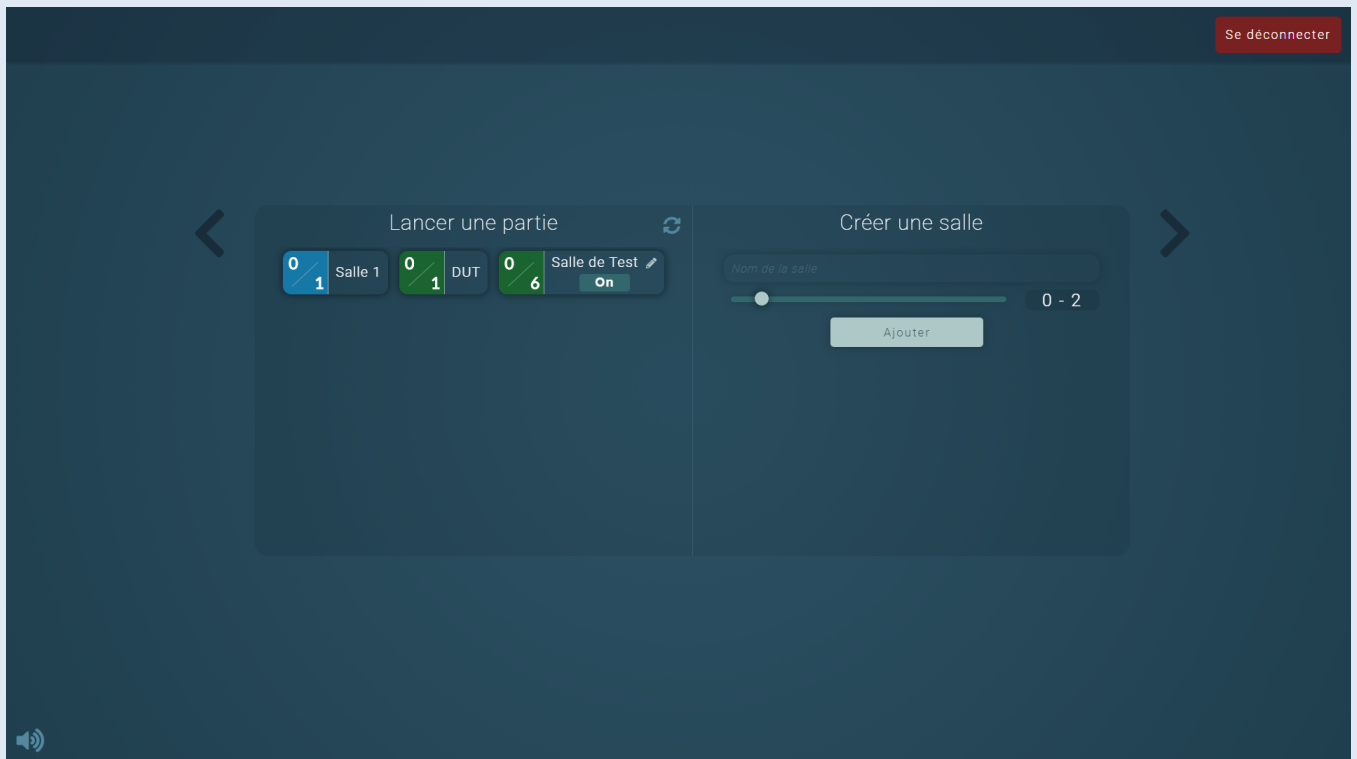 Se déconnecter
Lancer une partie
Créer une salle
0
1
Salle 1
0
1
DUT
0
6
Salle de Test
On
Nom de la salle
0 - 2
Ajouter